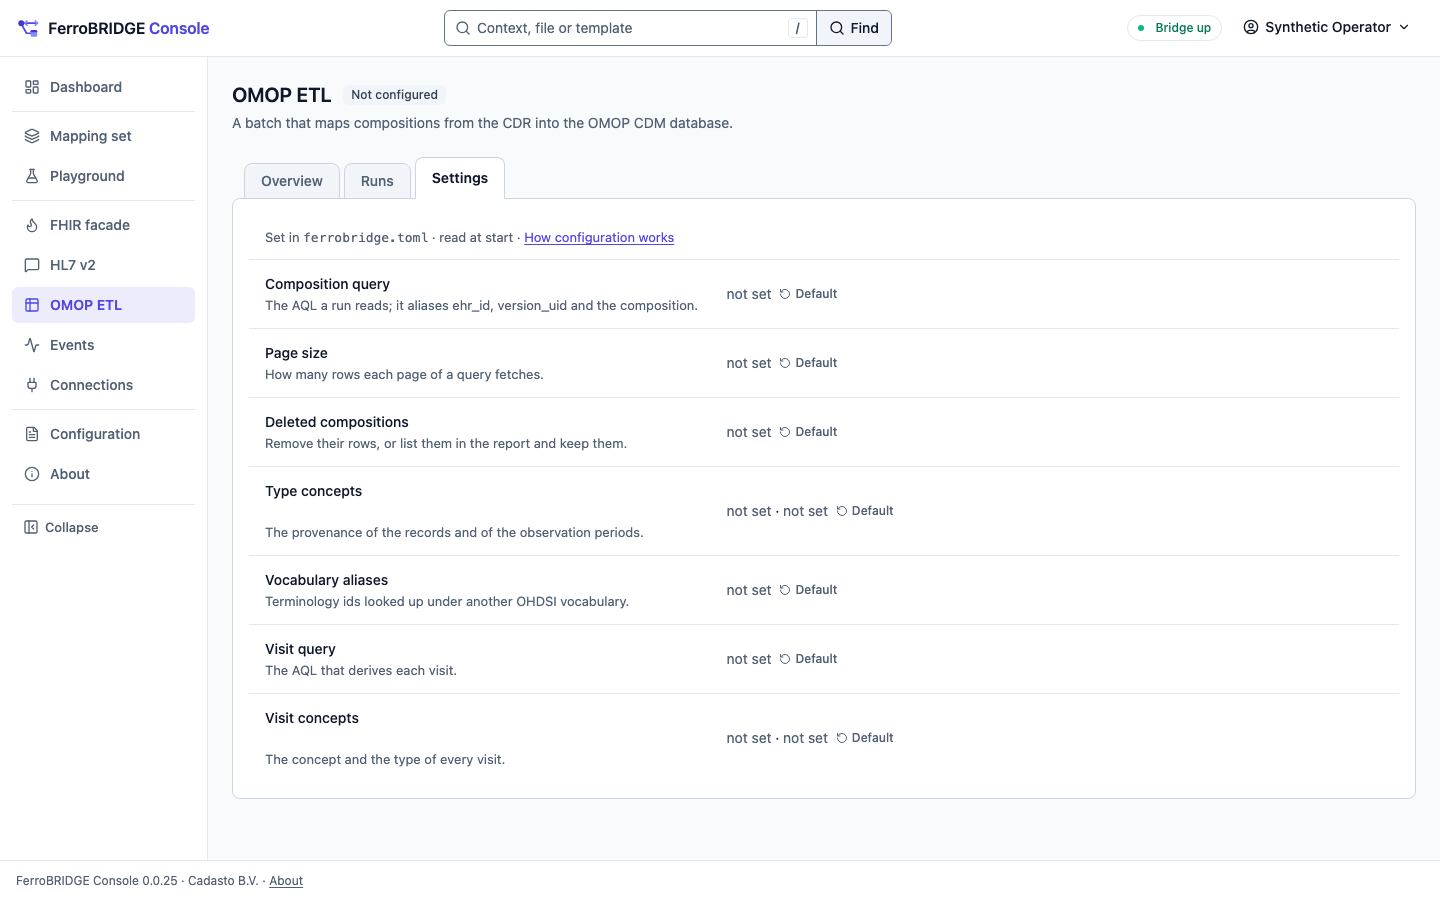 FerroBRIDGE Console
Context, file or template
/
Find
Bridge up
Synthetic Operator
Dashboard
Mapping set
Playground
FHIR facade
HL7 v2
OMOP ETL
Events
Connections
Configuration
About
Collapse
OMOP ETL
Not configured
A batch that maps compositions from the CDR into the OMOP CDM database.
Overview
Runs
Settings
Set in ferrobridge.toml · read at start · How configuration works
Composition query
The AQL a run reads; it aliases ehr_id, version_uid and the composition.
not set Default
Page size
How many rows each page of a query fetches.
not set Default
Deleted compositions
Remove their rows, or list them in the report and keep them.
not set Default
Type concepts
The provenance of the records and of the observation periods.
not set · not set Default
Vocabulary aliases
Terminology ids looked up under another OHDSI vocabulary.
not set Default
Visit query
The AQL that derives each visit.
not set Default
Visit concepts
The concept and the type of every visit.
not set · not set Default
FerroBRIDGE Console 0.0.25 · Cadasto B.V. · About